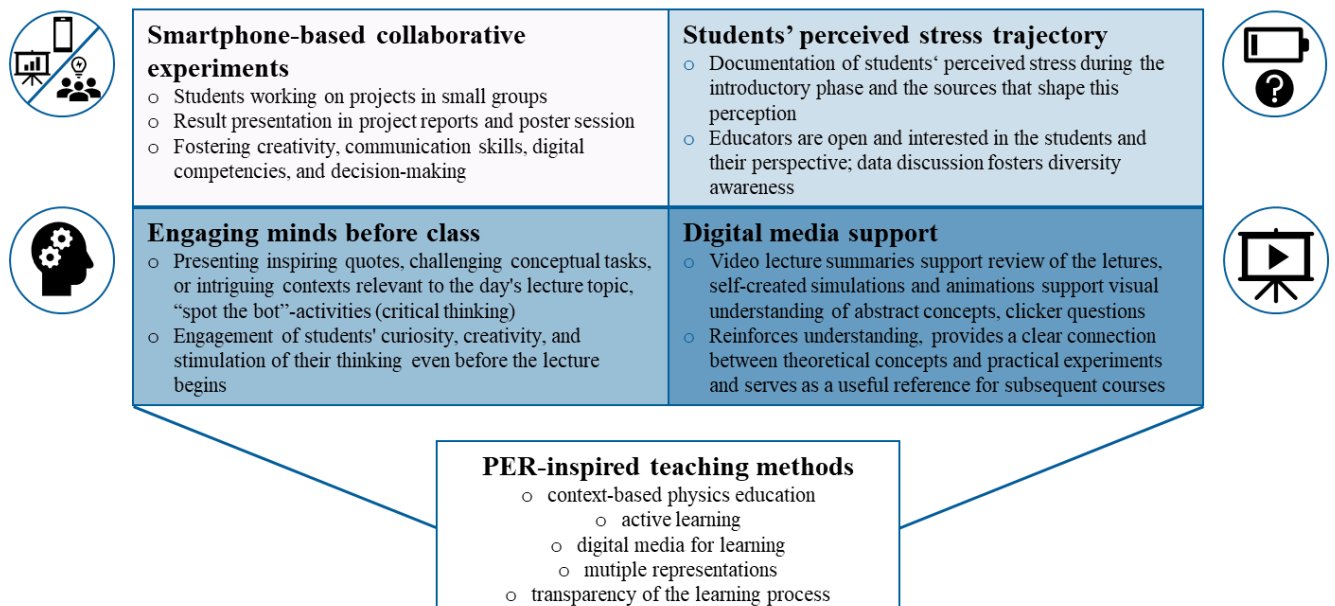 Smartphone-based collaborative
experiments
o Students working on projects in small groups
o Result presentation in project reports and poster session
o Fostering creativity, communication skills, digital
competencies, and decision-making
Students’ perceived stress trajectory
o Documentation of students‘ perceived stress during the
introductory phase and the sources that shape this
perception
o Educators are open and interested in the students and
their perspective; data discussion fosters diversity
awareness
?
Engaging minds before class
o Presenting inspiring quotes, challenging conceptual tasks,
or intriguing contexts relevant to the day's lecture topic,
“spot the bot”-activities (critical thinking)
o Engagement of students' curiosity, creativity, and
stimulation of their thinking even before the lecture
begins
Digital media support
o Video lecture summaries support review of the letures,
self-created simulations and animations support visual
understanding of abstract concepts, clicker questions
o Reinforces understanding, provides a clear connection
between theoretical concepts and practical experiments
and serves as a useful reference for subsequent courses
PER-inspired teaching methods
o context-based physics education
o active learning
o digital media for learning
o mutiple representations
o transparency of the learning process